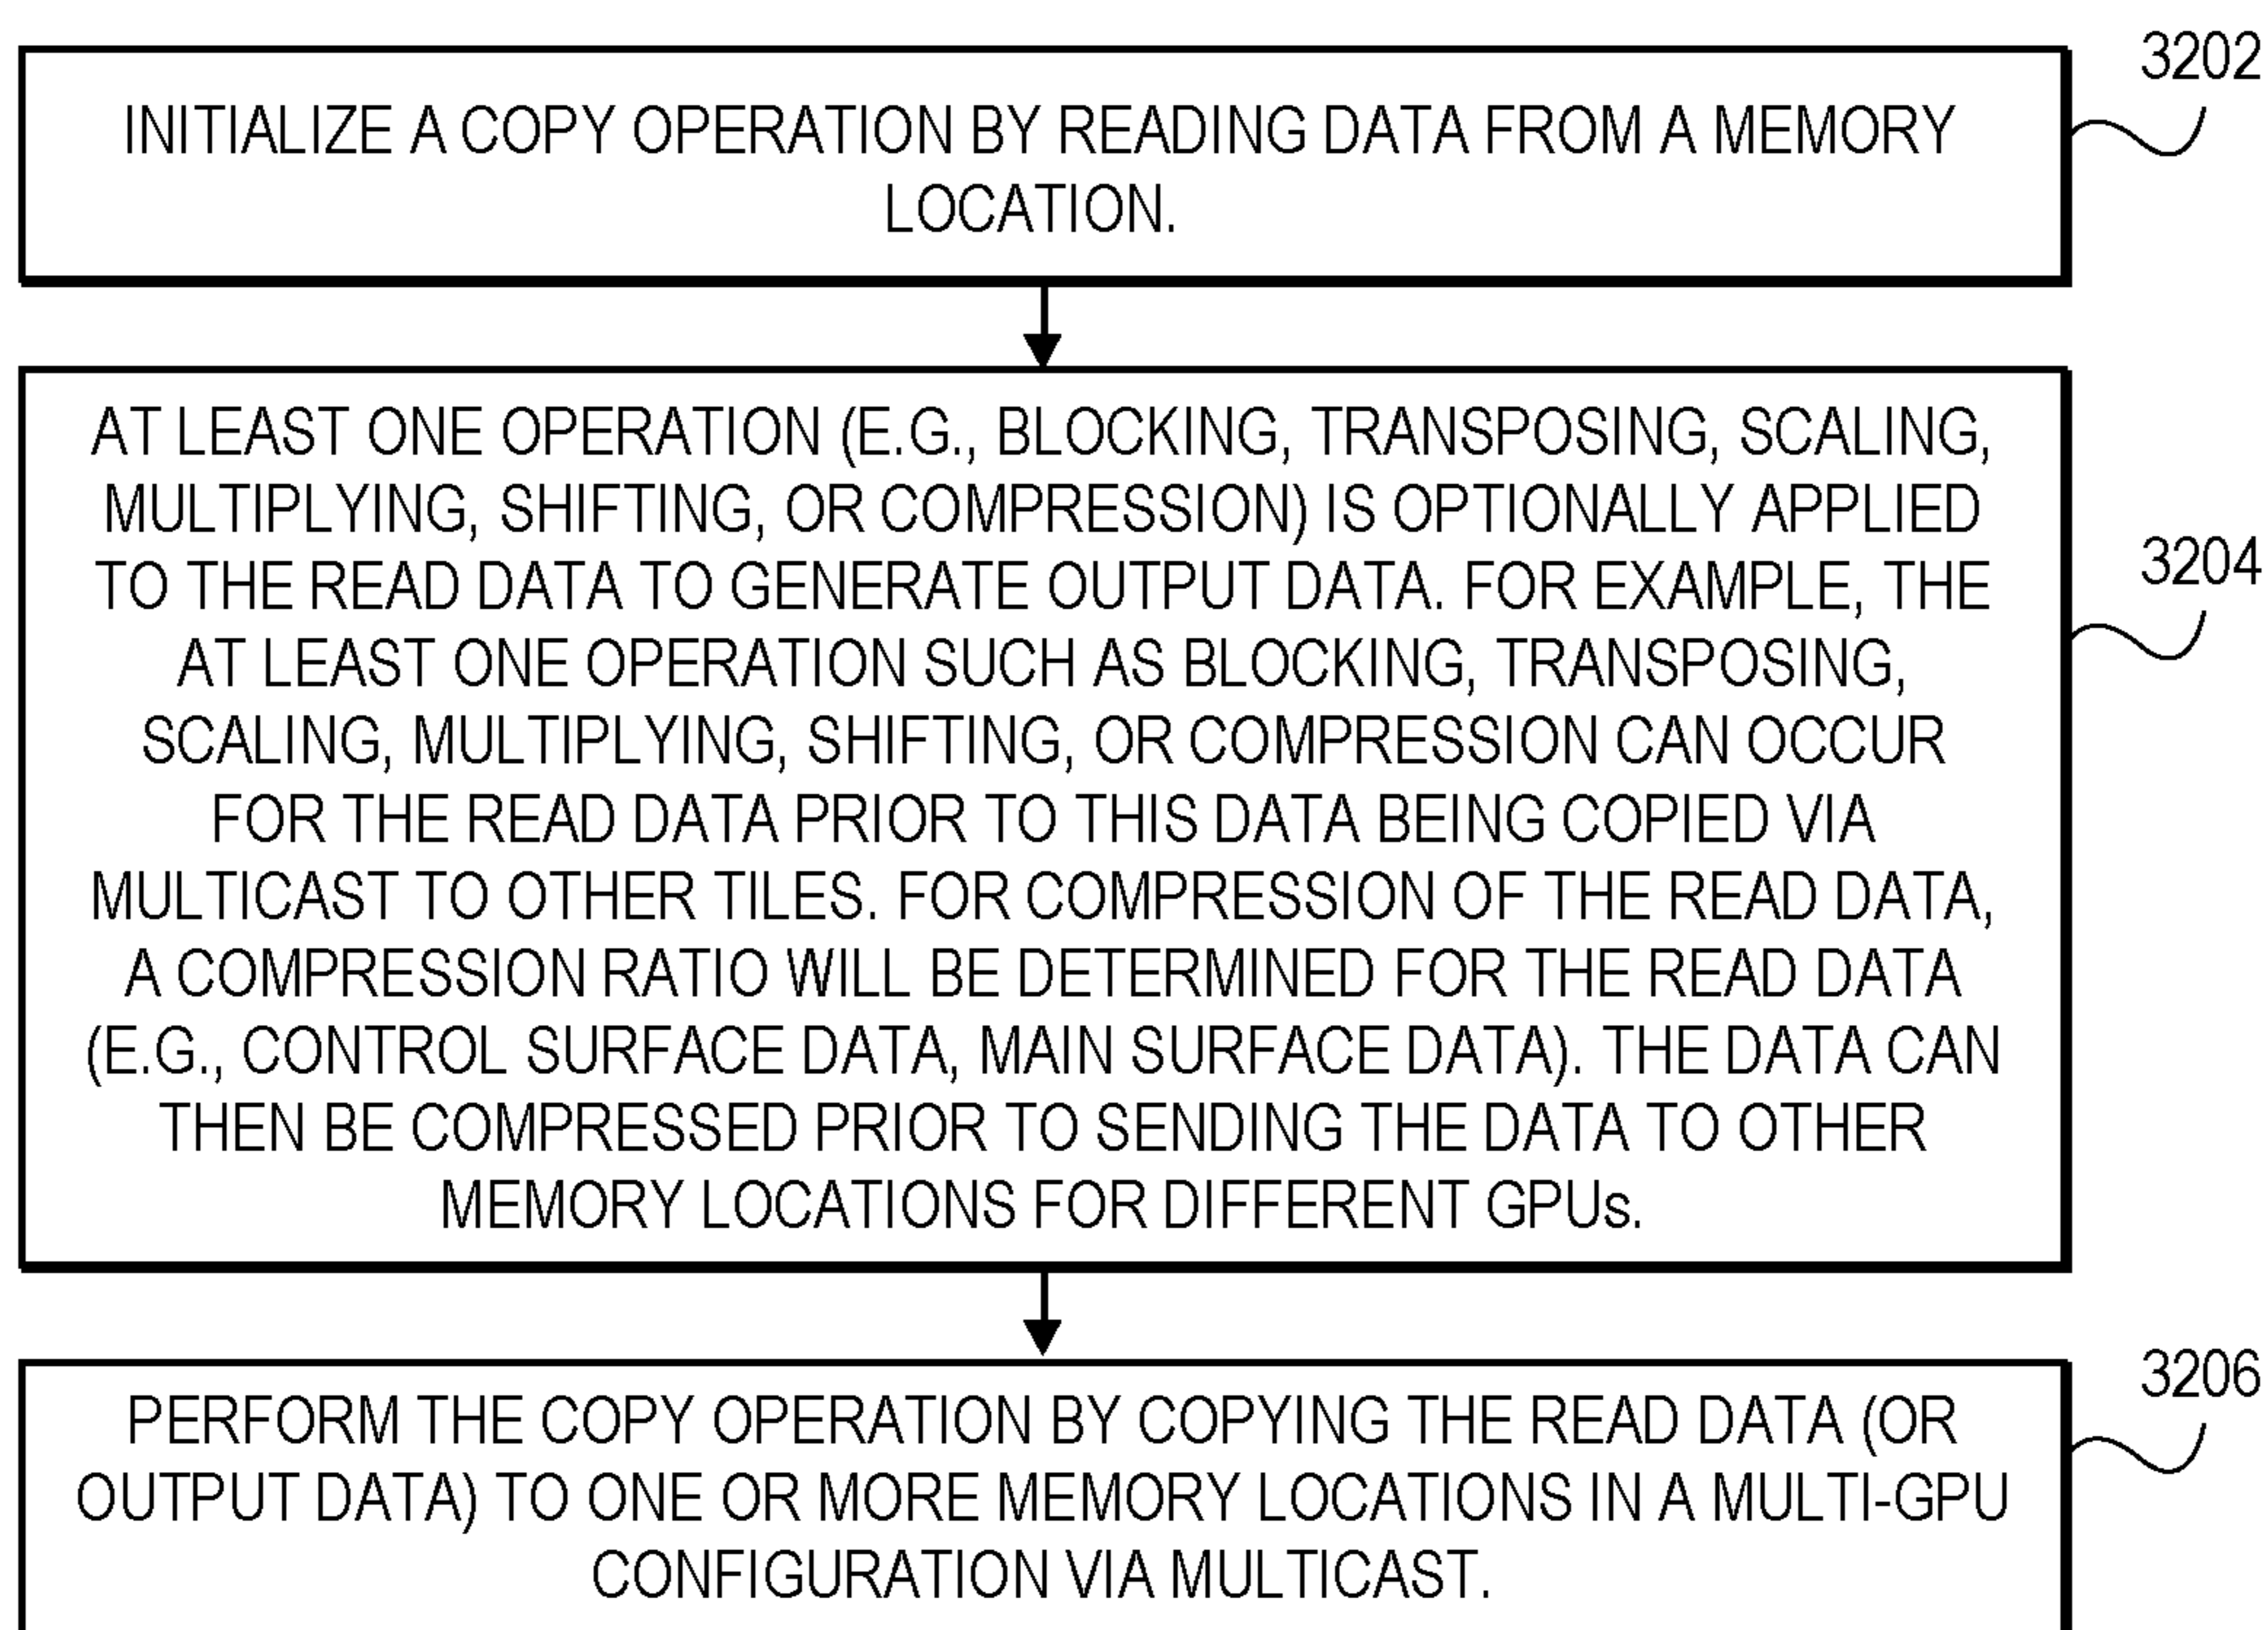 3202
INITIALIZE A COPY OPERATION BY READING DATA FROM A MEMORY
LOCATION.
AT LEAST ONE OPERATION (E.G., BLOCKING, TRANSPOSING, SCALING,
MULTIPLYING, SHIFTING, OR COMPRESSION) IS OPTIONALLY APPLIED
TO THE READ DATA TO GENERATE OUTPUT DATA. FOR EXAMPLE, THE
AT LEAST ONE OPERATION SUCH AS BLOCKING, TRANSPOSING,
SCALING, MULTIPLYING, SHIFTING, OR COMPRESSION CAN OCCUR
FOR THE READ DATA PRIOR TO THIS DATA BEING COPIED VIA
MULTICAST TO OTHER TILES. FOR COMPRESSION OF THE READ DATA,
A COMPRESSION RATIO WILL BE DETERMINED FOR THE READ DATA
(E.G., CONTROL SURFACE DATA, MAIN SURFACE DATA). THE DATA CAN
THEN BE COMPRESSED PRIOR TO SENDING THE DATA TO OTHER
MEMORY LOCATIONS FOR DIFFERENT GPUs.
3204
PERFORM THE COPY OPERATION BY COPYING THE READ DATA (OR
OUTPUT DATA) TO ONE OR MORE MEMORY LOCATIONS IN A MULTI-GPU
CONFIGURATION VIA MULTICAST.
3206